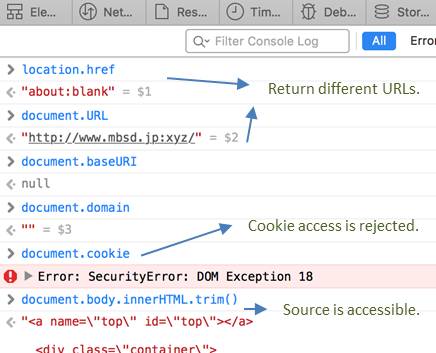 Ele... Net... Res... Tim... Deb... Stor...
Filter Console Log All Error
location.href
"about:blank" = $1
Return different URLs.
document.URL
"http://www.mbsd.jp:xyz/" = $2
document.baseURI
null
document.domain
"" = $3
Cookie access is rejected.
document.cookie
Error: SecurityError: DOM Exception 18
document.body.innerHTML.trim()
Source is accessible.
"<a name=\"top\" id=\"top\"></a>
<div class=\"container\">